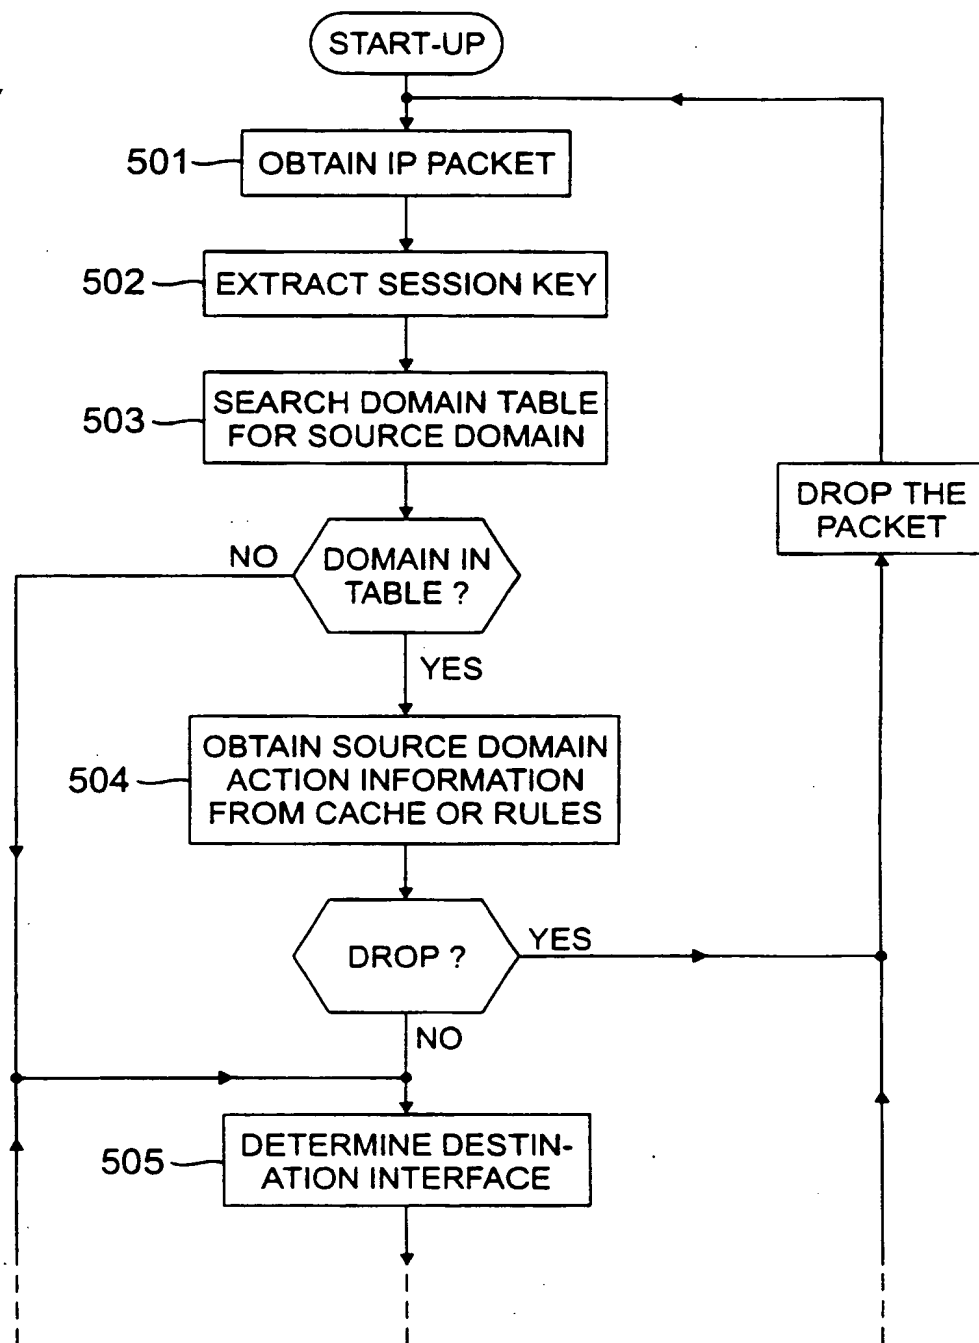 START-UP
501
OBTAIN IP PACKET
502
EXTRACT SESSION KEY
503
SEARCH DOMAIN TABLE
FOR SOURCE DOMAIN
DROP THE
PACKET
NO
DOMAIN IN
TABLE ?
YES
504
OBTAIN SOURCE DOMAIN
ACTION INFORMATION
FROM CACHE OR RULES
DROP ?
YES
NO
505
DETERMINE DESTIN-
ATION INTERFACE